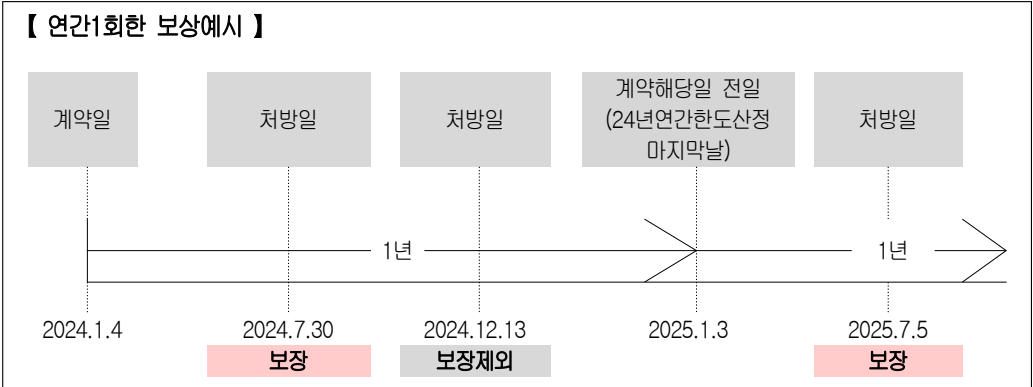 【 연간1회한 보상예시 】
계약일
처방일
처방일
계약해당일 전일
(24년연간한도산정
마지막날)
처방일
1년
1년
2024.1.4
2024.7.30
2024.12.13
2025.1.3
2025.7.5
보장
보장제외
보장